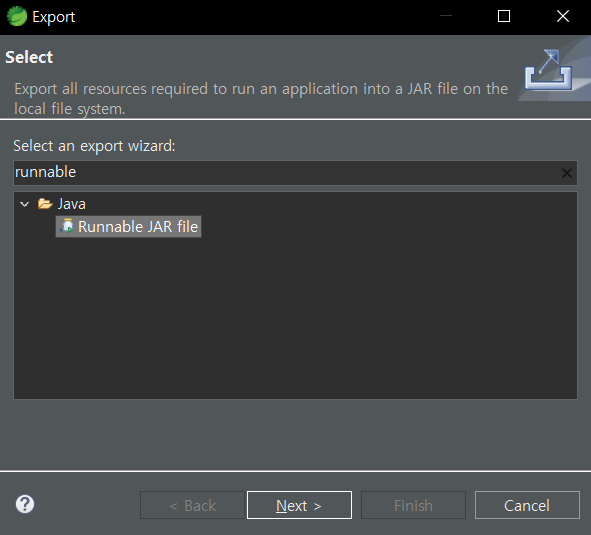 Export
Select
Export all resources required to run an application into a JAR file on the
local file system.
Select an export wizard:
runnable
Java
Runnable JAR file
< Back
Next >
Finish
Cancel